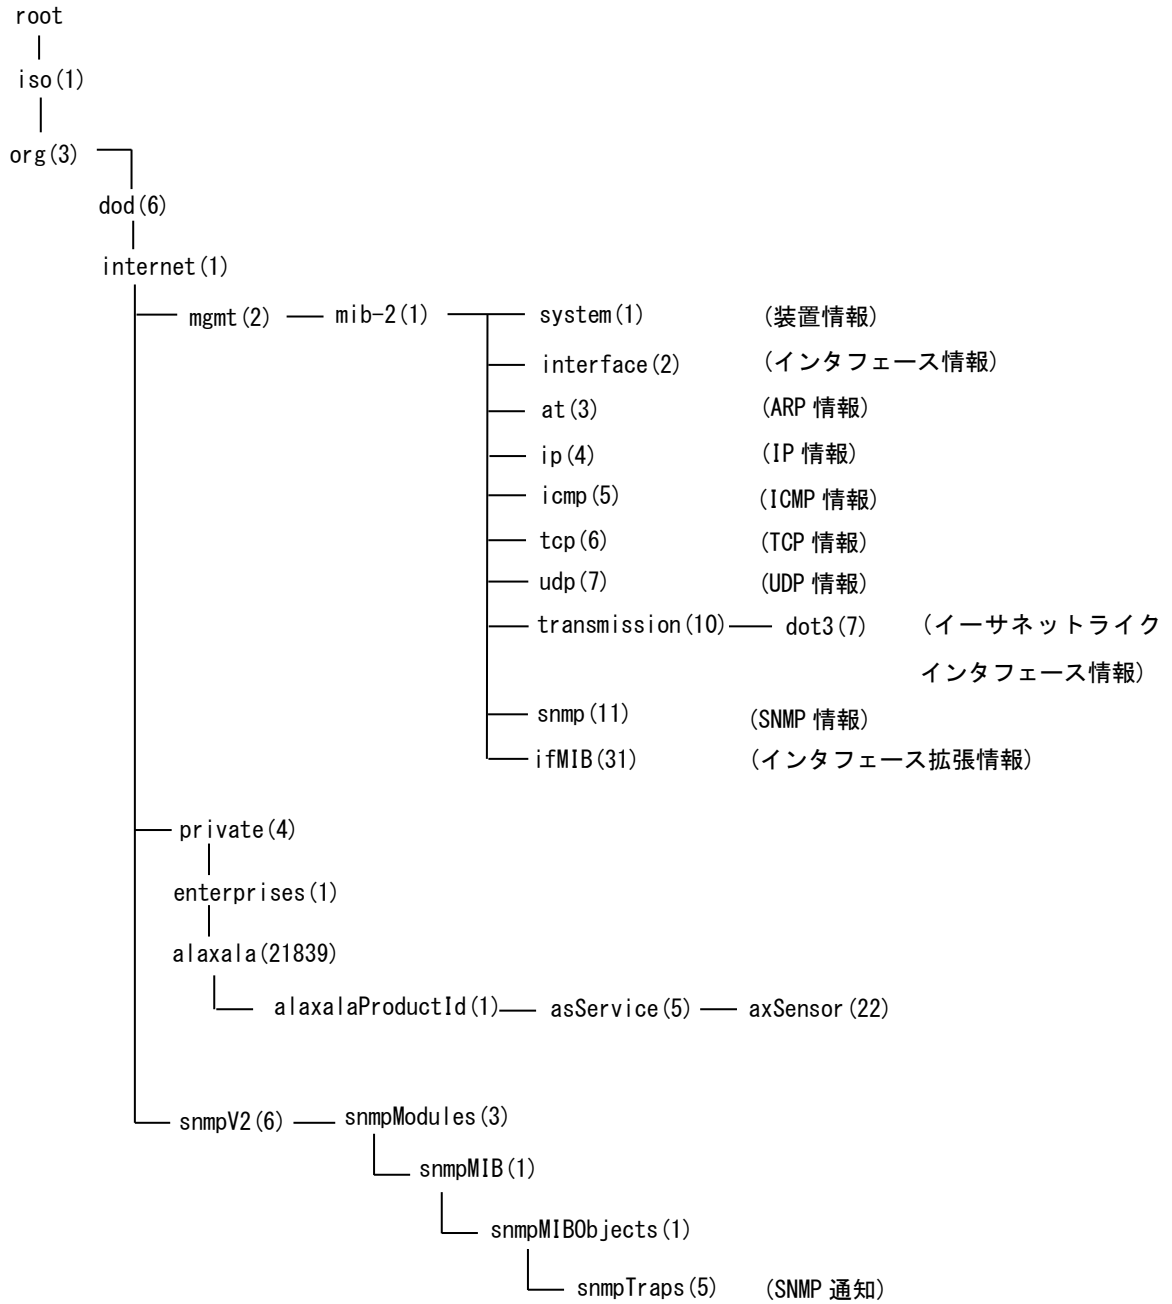 root
iso(1)
org(3)
dod(6)
internet(1)
mgmt(2) mib-2(1) system(1) (装置情報)
interface(2) (インタフェース情報)
at(3) (ARP 情報)
ip(4) (IP 情報)
icmp(5) (ICMP 情報)
tcp(6) (TCP 情報)
udp(7) (UDP 情報)
transmission(10) dot3(7) (イーサネットライク
インタフェース情報)
snmp(11) (SNMP 情報)
ifMIB(31) (インタフェース拡張情報)
private(4)
enterprises(1)
alaxala(21839)
alaxalaProductId(1) asService(5) axSensor(22)
snmpV2(6) snmpModules(3)
snmpMIB(1)
snmpMIBObjects(1)
snmpTraps(5) (SNMP 通知)